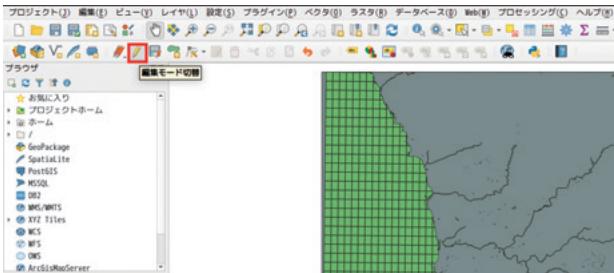 プロジェクト(J) 編集(E) ビュー(V) レイヤ(L) 設定(S) プラグイン(P) ベクタ(O) ラスタ(R) データベース(D) Web(W) プロセッシング(C) ヘルプ(H)
編集モード切替
ブラウザ
お気に入り
プロジェクトホーム
ホーム
/
GeoPackage
SpatiaLite
PostGIS
MSSQL
DB2
WMS/WMTS
XYZ Tiles
WCS
WFS
OWS
ArcGisMapServer